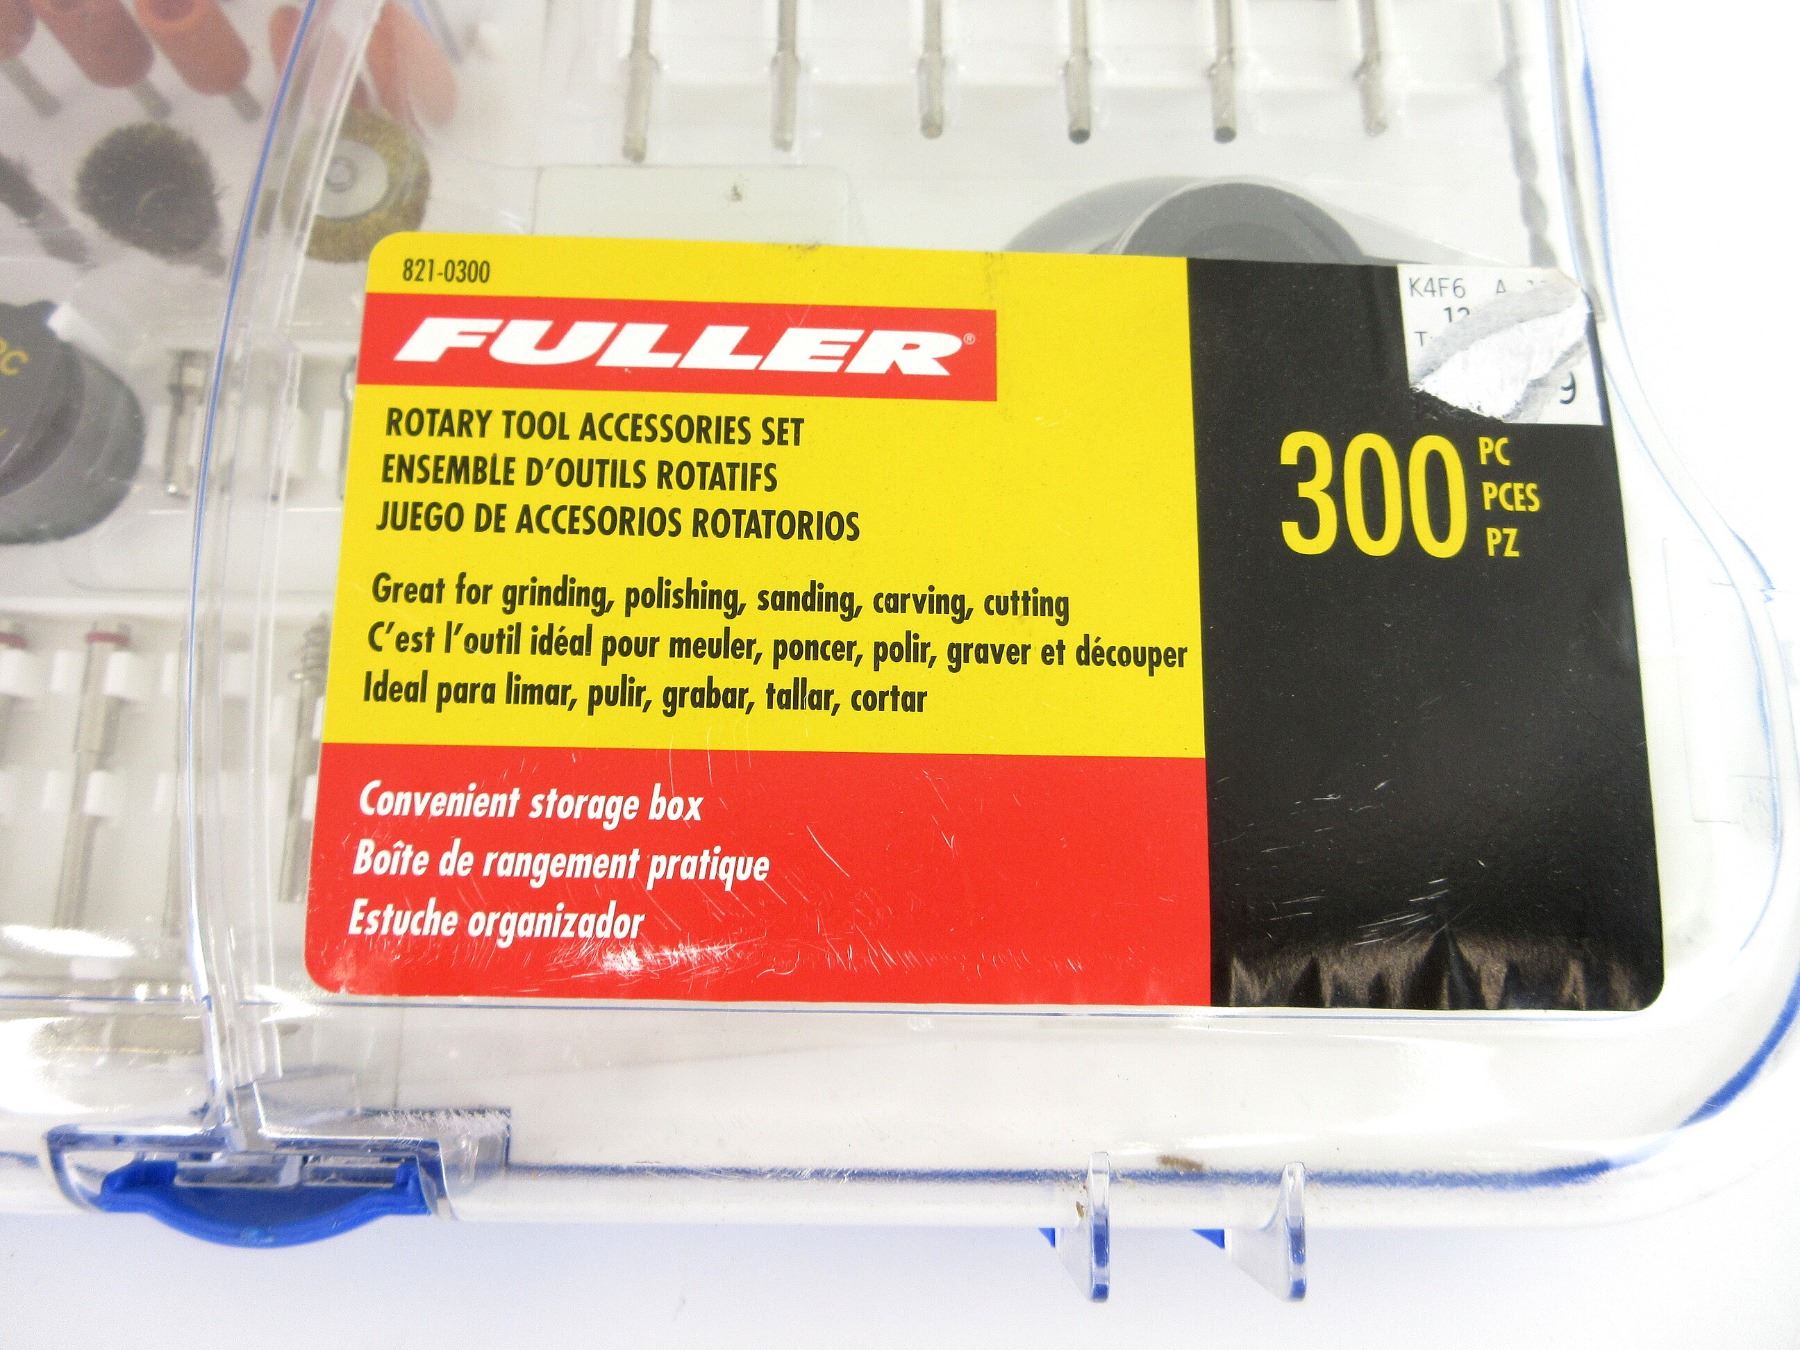 821-0300
FULLER®
ROTARY TOOL ACCESSORIES SET
ENSEMBLE D'OUTILS ROTATIFS
JUEGO DE ACCESORIOS ROTATORIOS
Great for grinding, polishing, sanding, carving, cutting
C'est l'outil idéal pour meuler, poncer, polir, graver et découper
Ideal para limar, pulir, grabar, tallar, cortar
Convenient storage box
Boîte de rangement pratique
Estuche organizador
K4F6 A
12
9
300 PC
PCES
PZ